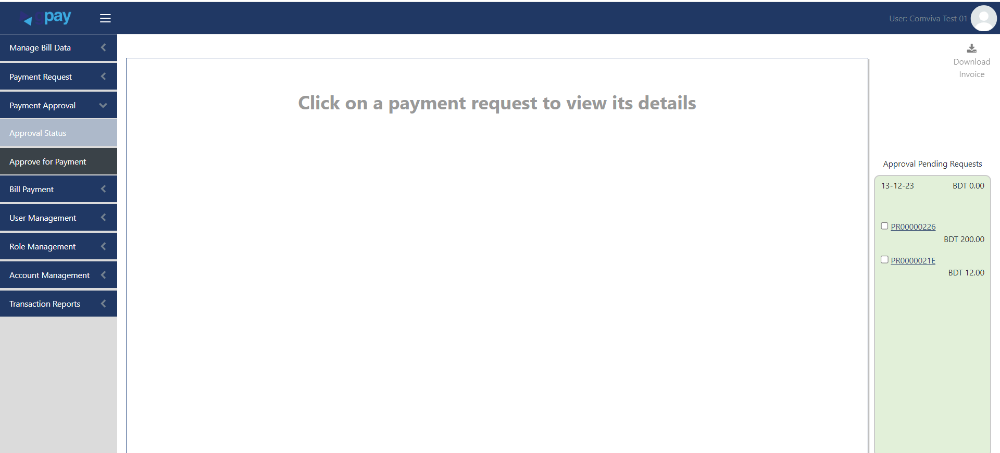 pay
User: Comviva Test 01
Manage Bill Data
Payment Request
Payment Approval
Approval Status
Approve for Payment
Bill Payment
User Management
Role Management
Account Management
Transaction Reports
Click on a payment request to view its details
Download
Invoice
Approval Pending Requests
13-12-23 BDT 0.00
PR00000226
BDT 200.00
PR0000021E
BDT 12.00